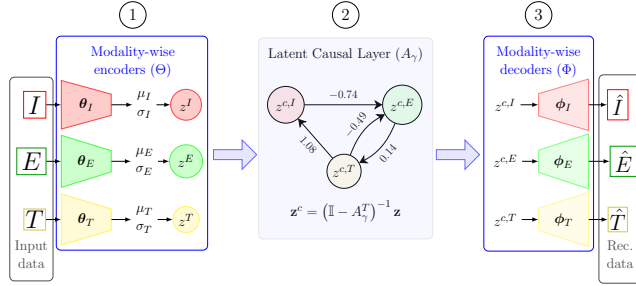 1
2
3
Modality-wise
encoders (Θ)
Latent Causal Layer (A_γ)
Modality-wise
decoders (Φ)
I
θ_I
μ_I
σ_I
z^I
E
θ_E
μ_E
σ_E
z^E
T
θ_T
μ_T
σ_T
z^T
Input
data
z^{c,I}
−0.74
z^{c,E}
−0.49
1.08
0.14
z^{c,T}
𝐳^c = (𝕀 − A_γ^T)^{−1} 𝐳
z^{c,I}
ϕ_I
Î
z^{c,E}
ϕ_E
Ê
z^{c,T}
ϕ_T
T̂
Rec.
data